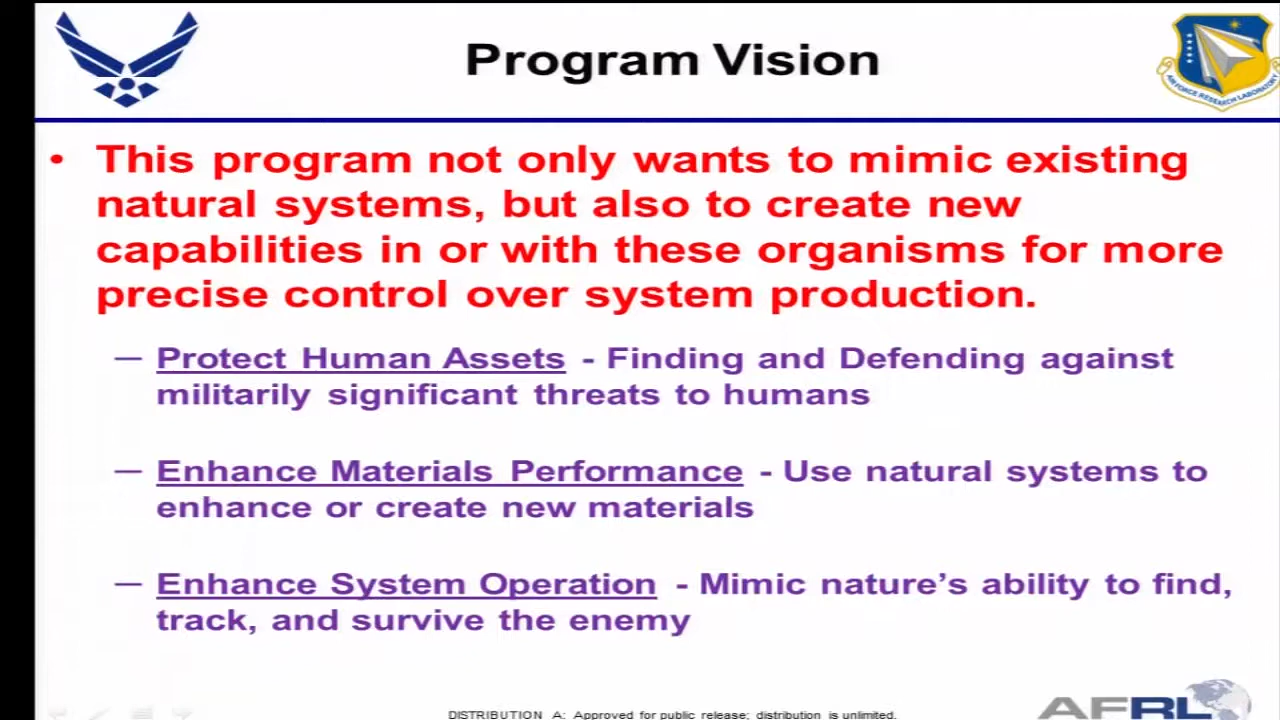 Program Vision
AIR FORCE RESEARCH LABORATORY
• This program not only wants to mimic existing
natural systems, but also to create new
capabilities in or with these organisms for more
precise control over system production.
— Protect Human Assets - Finding and Defending against
militarily significant threats to humans
— Enhance Materials Performance - Use natural systems to
enhance or create new materials
— Enhance System Operation - Mimic nature’s ability to find,
track, and survive the enemy
DISTRIBUTION A: Approved for public release; distribution is unlimited.
AFRL